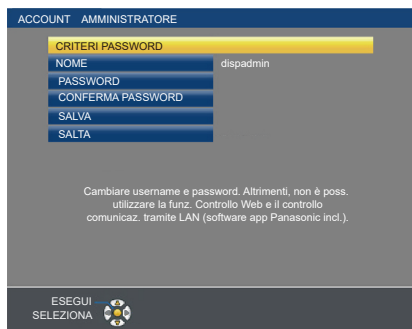 ACCOUNT AMMINISTRATORE
CRITERI PASSWORD
NOME dispadmin
PASSWORD
CONFERMA PASSWORD
SALVA
SALTA
Cambiare username e password. Altrimenti, non è poss.
utilizzare la funz. Controllo Web e il controllo
comunicaz. tramite LAN (software app Panasonic incl.).
ESEGUI
SELEZIONA